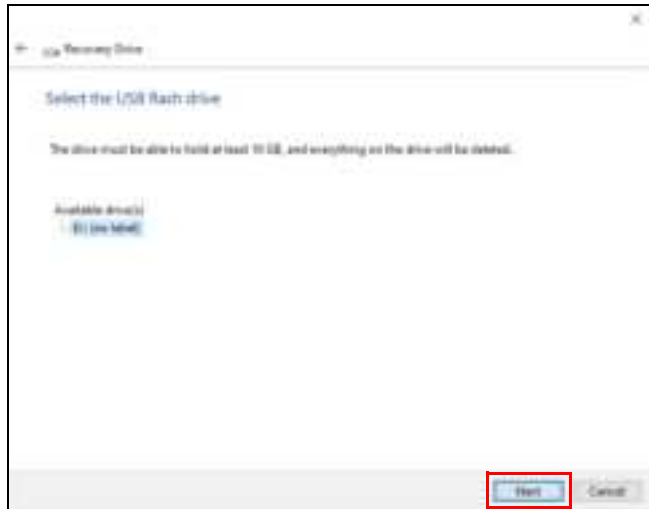 Recovery Drive
Select the USB flash drive
The drive must be able to hold at least GB, and everything on the drive will be deleted.
Available drive(s)
(no label)
Next Cancel